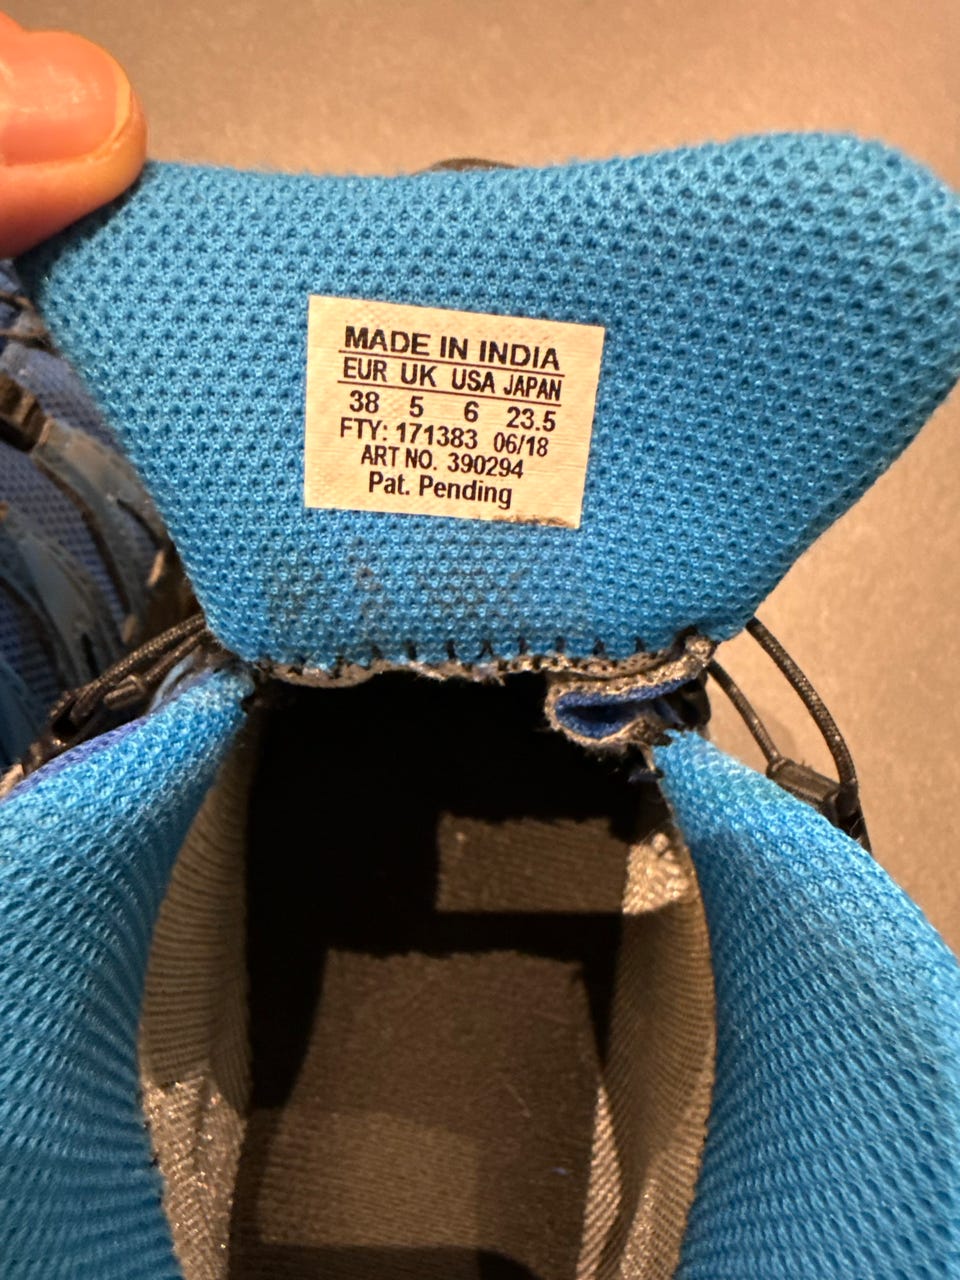 MADE IN INDIA
EUR UK USA JAPAN
38 5 6 23.5
FTY: 171383 06/18
ART NO. 390294
Pat. Pending